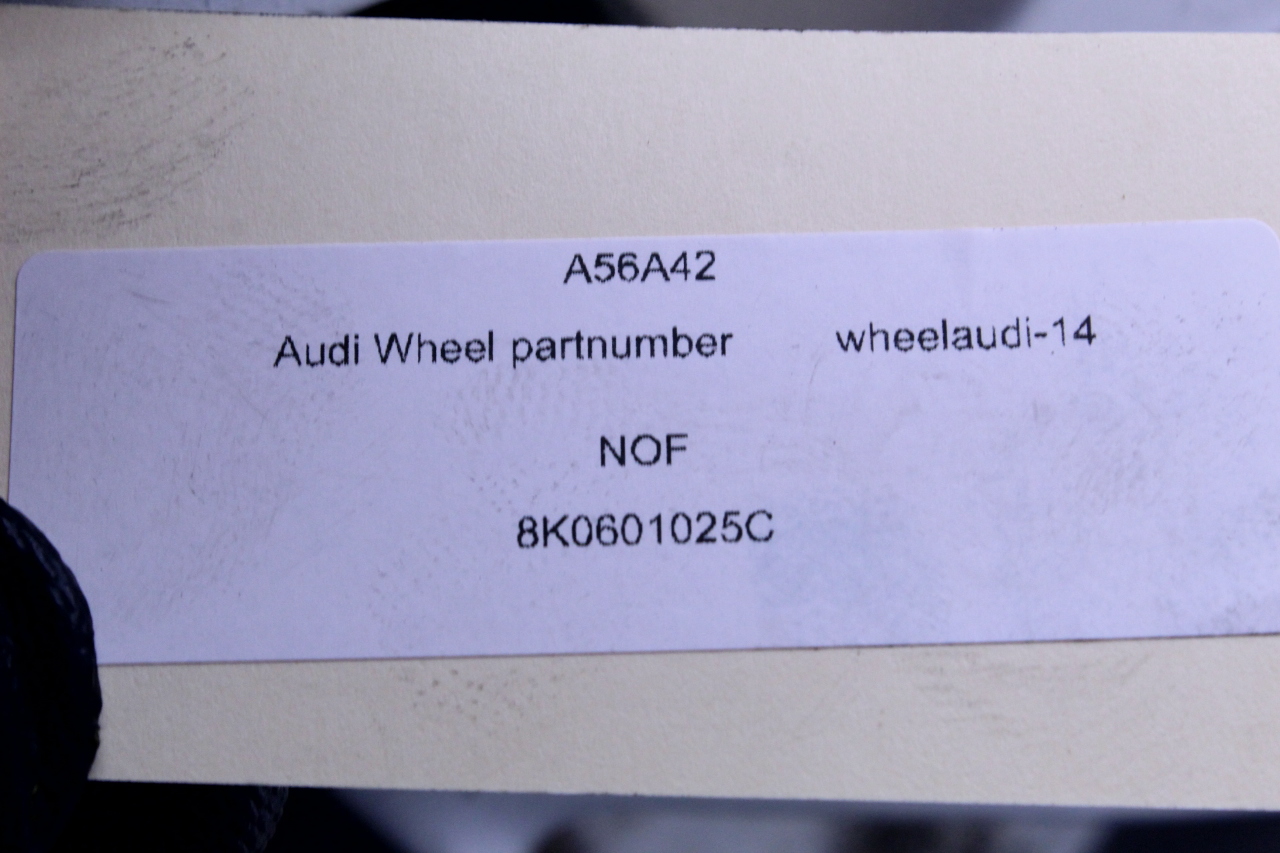 A56A42
Audi Wheel partnumber wheelaudi-14
NOF
8K0601025C